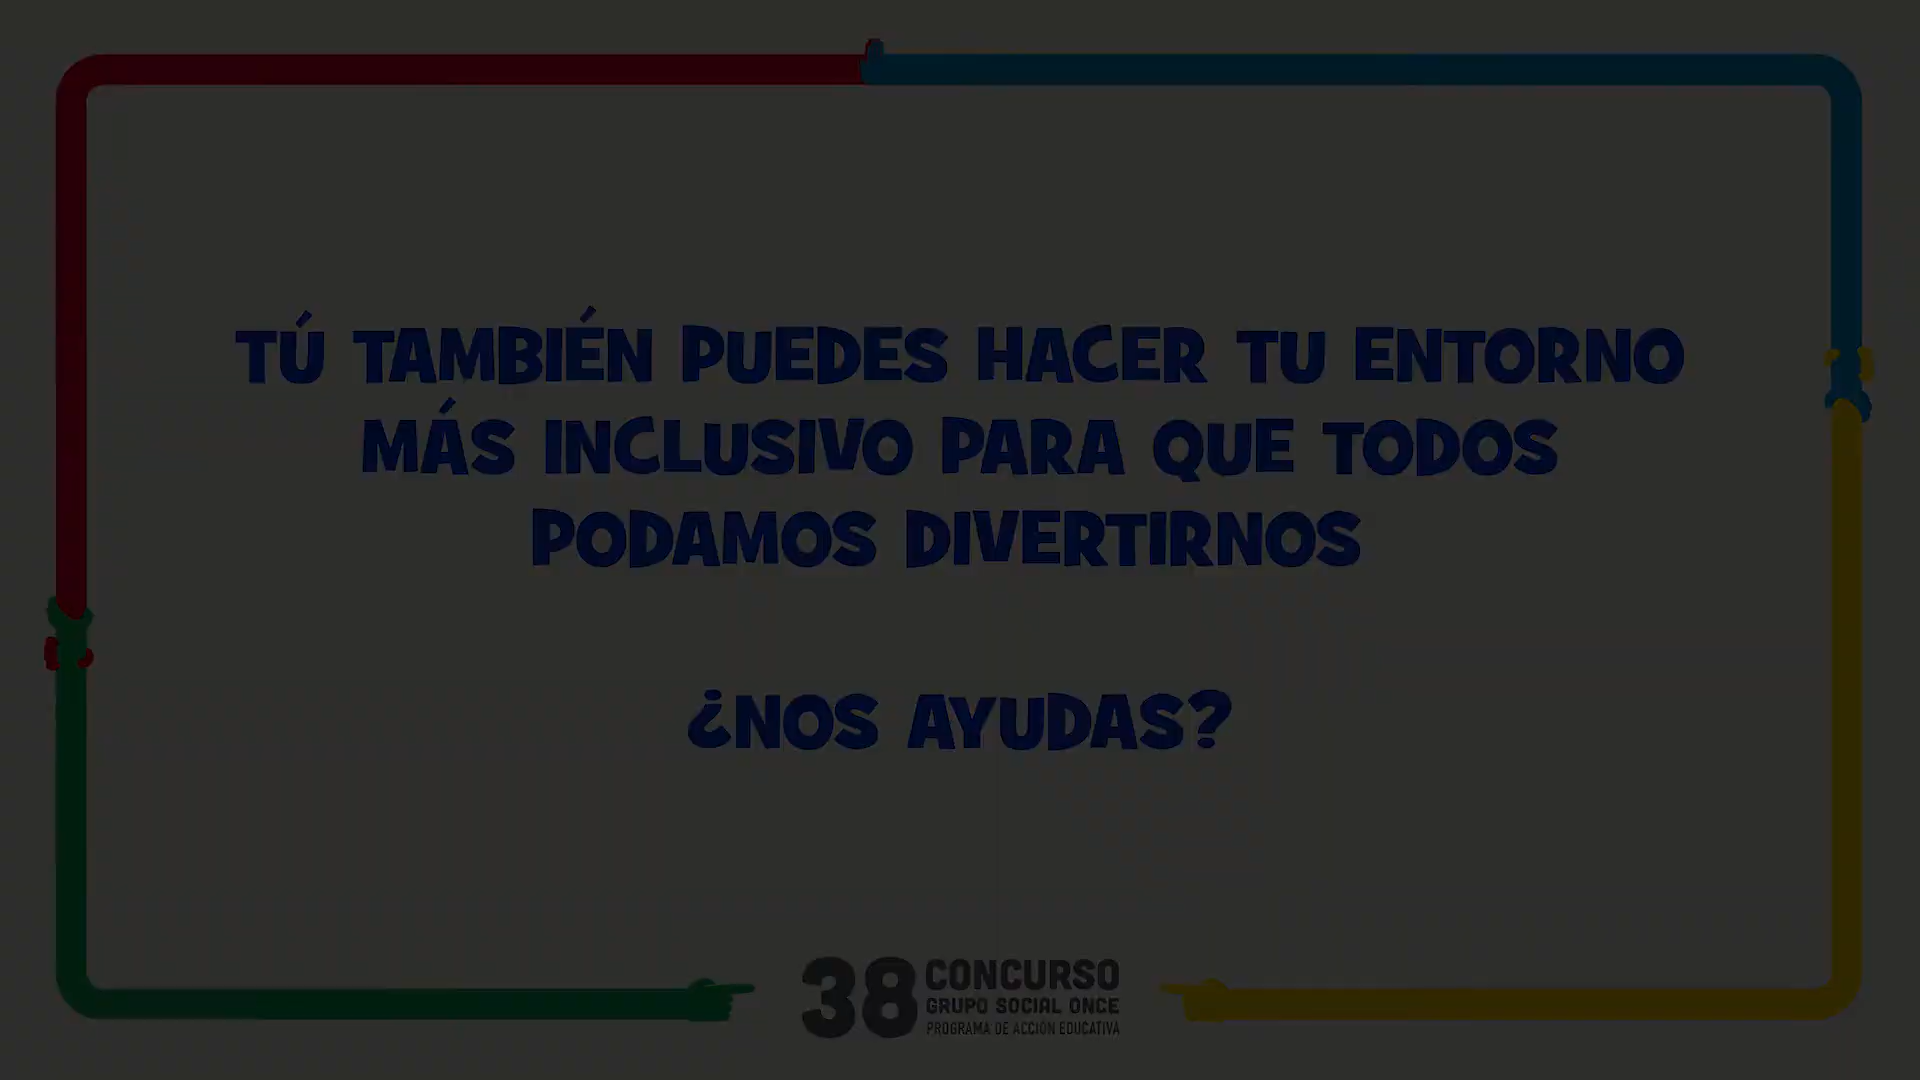 TÚ TAMBIÉN PUEDES HACER TU ENTORNO
MÁS INCLUSIVO PARA QUE TODOS
PODAMOS DIVERTIRNOS
¿NOS AYUDAS?
38 CONCURSO
GRUPO SOCIAL ONCE
PROGRAMA DE ACCIÓN EDUCATIVA